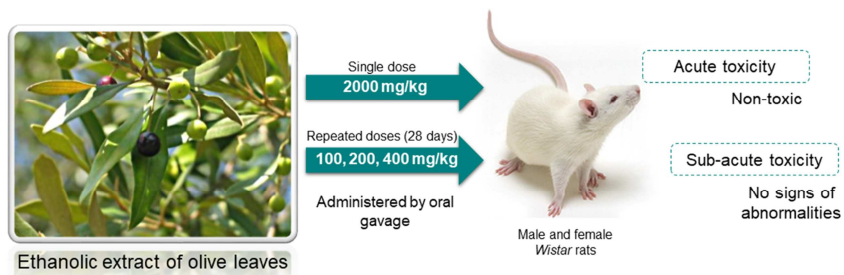 Single dose
2000 mg/kg
Acute toxicity
Non-toxic
Repeated doses (28 days)
100, 200, 400 mg/kg
Sub-acute toxicity
No signs of
abnormalities
Administered by oral
gavage
Male and female
Wistar rats
Ethanolic extract of olive leaves